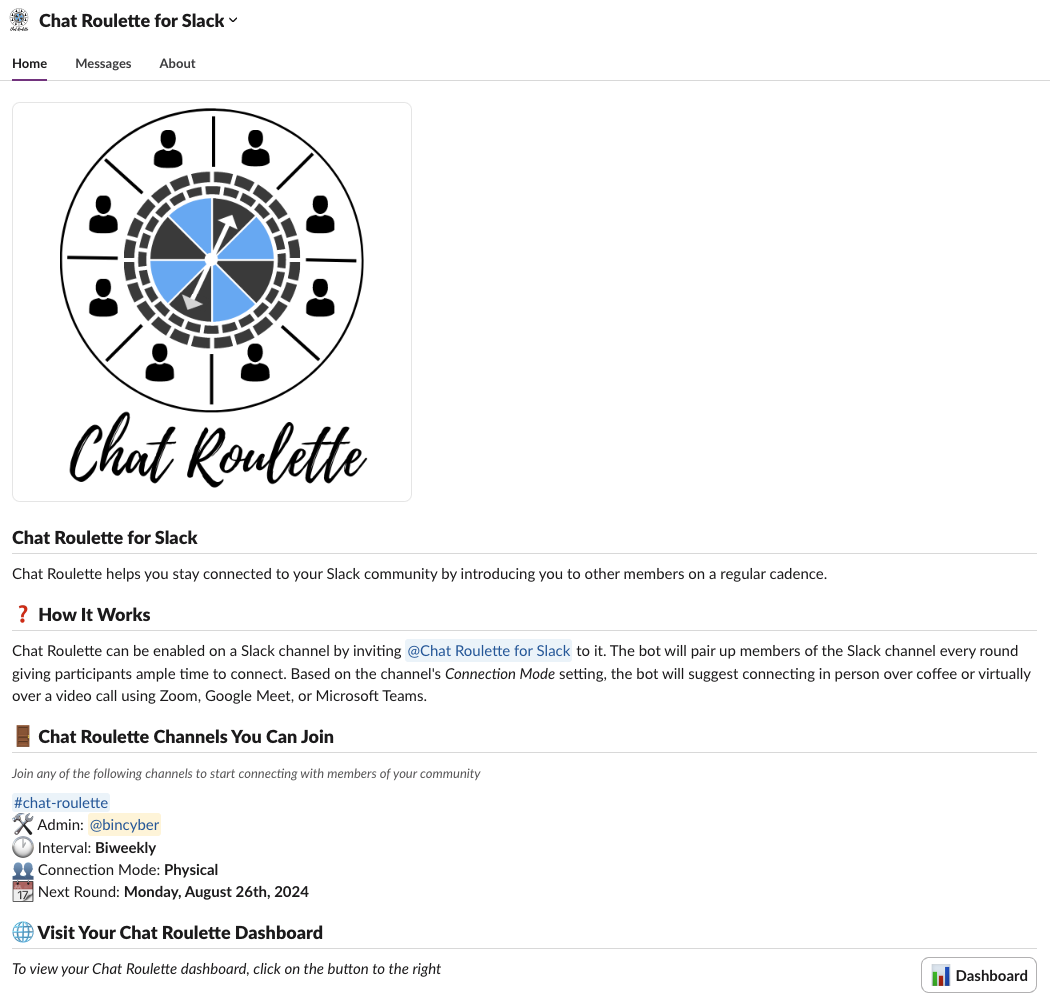 Chat Roulette for Slack
Home Messages About
Chat Roulette
Chat Roulette for Slack
Chat Roulette helps you stay connected to your Slack community by introducing you to other members on a regular cadence.
❓ How It Works
Chat Roulette can be enabled on a Slack channel by inviting @Chat Roulette for Slack to it. The bot will pair up members of the Slack channel every round
giving participants ample time to connect. Based on the channel's Connection Mode setting, the bot will suggest connecting in person over coffee or virtually
over a video call using Zoom, Google Meet, or Microsoft Teams.
Chat Roulette Channels You Can Join
Join any of the following channels to start connecting with members of your community
#chat-roulette
Admin: @bincyber
Interval: Biweekly
Connection Mode: Physical
17 Next Round: Monday, August 26th, 2024
Visit Your Chat Roulette Dashboard
To view your Chat Roulette dashboard, click on the button to the right
Dashboard